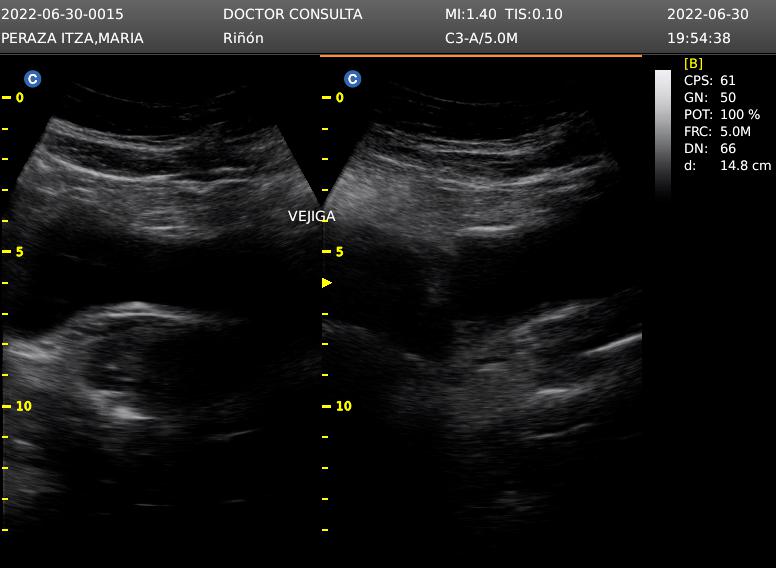 2022-06-30-0015 DOCTOR CONSULTA MI:1.40 TIS:0.10 2022-06-30
PERAZA ITZA,MARIA Riñón C3-A/5.0M 19:54:38
C
C
[B]
CPS: 61
GN: 50
POT: 100 %
FRC: 5.0M
DN: 66
d: 14.8 cm
0
0
VEJIGA
5
5
10
10